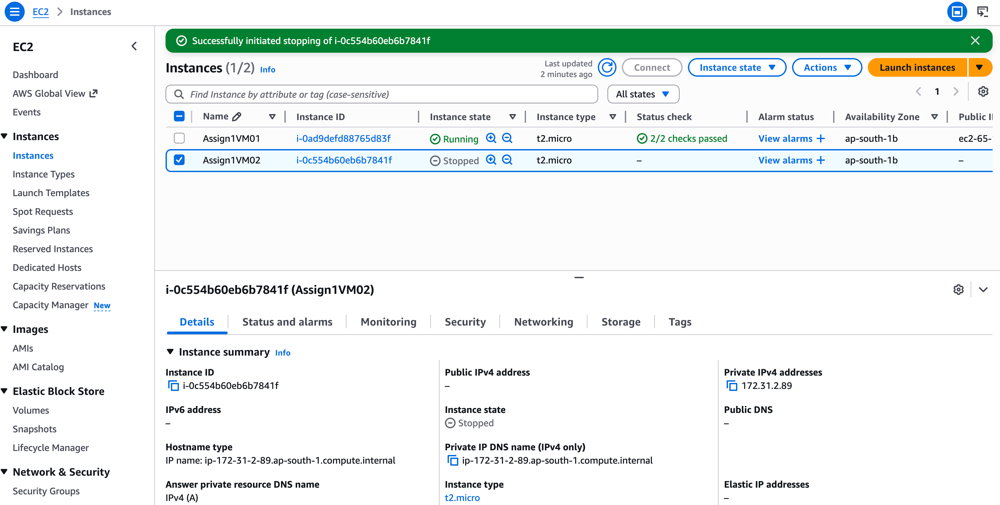 EC2 > Instances
EC2
Dashboard
AWS Global View
Events
Instances
Instances
Instance Types
Launch Templates
Spot Requests
Savings Plans
Reserved Instances
Dedicated Hosts
Capacity Reservations
Capacity Manager New
Images
AMIs
AMI Catalog
Elastic Block Store
Volumes
Snapshots
Lifecycle Manager
Network & Security
Security Groups
Successfully initiated stopping of i-0c554b60eb6b7841f
Instances (1/2) Info
Last updated
2 minutes ago
Connect
Instance state
Actions
Launch instances
Find Instance by attribute or tag (case-sensitive)
All states
1
Name Instance ID Instance state Instance type Status check Alarm status Availability Zone Public I
Assign1VM01 i-0ad9defd88765d83f Running t2.micro 2/2 checks passed View alarms + ap-south-1b ec2-65-
Assign1VM02 i-0c554b60eb6b7841f Stopped t2.micro – View alarms + ap-south-1b –
i-0c554b60eb6b7841f (Assign1VM02)
Details Status and alarms Monitoring Security Networking Storage Tags
Instance summary Info
Instance ID
i-0c554b60eb6b7841f
Public IPv4 address
–
Private IPv4 addresses
172.31.2.89
IPv6 address
–
Instance state
Stopped
Public DNS
–
Hostname type
IP name: ip-172-31-2-89.ap-south-1.compute.internal
Private IP DNS name (IPv4 only)
ip-172-31-2-89.ap-south-1.compute.internal
Answer private resource DNS name
IPv4 (A)
Instance type
t2.micro
Elastic IP addresses
–